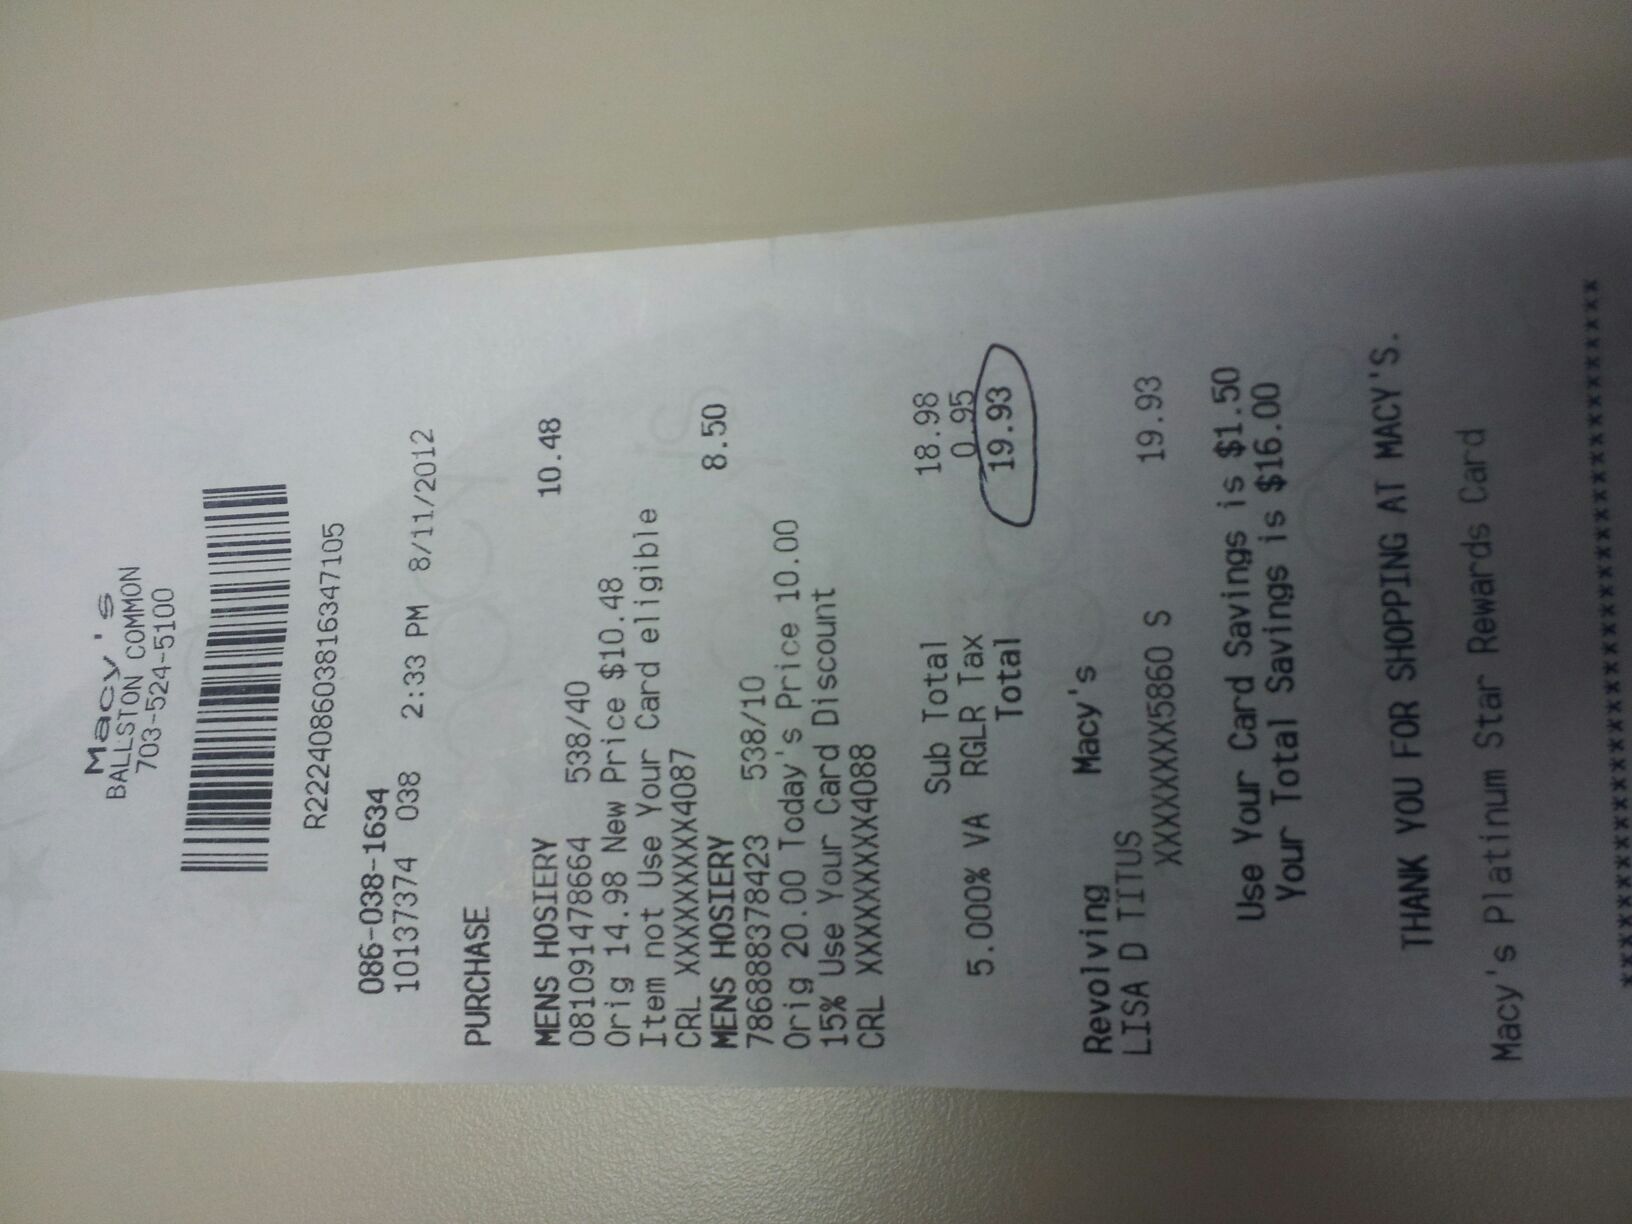 Macy's
BALLSTON COMMON
703-524-5100
R22240860381634​7105
086-038-1634
10137374 038 2:33 PM 8/11/2012
PURCHASE
MENS HOSIERY 10.48
081091478664 538/40
Orig 14.98 New Price $10.48
Item not Use Your Card eligible
CRL XXXXXXXXX4087
MENS HOSIERY 8.50
786888378423 538/10
Orig 20.00 Today's Price 10.00
15% Use Your Card Discount
CRL XXXXXXXXX4088
Sub Total 18.98
5.000% VA RGLR Tax 0.95
Total 19.93
Revolving Macy's
LISA D TITUS 19.93
XXXXXXXX5860 S
Use Your Card Savings is $1.50
Your Total Savings is $16.00
THANK YOU FOR SHOPPING AT MACY'S.
Macy's Platinum Star Rewards Card